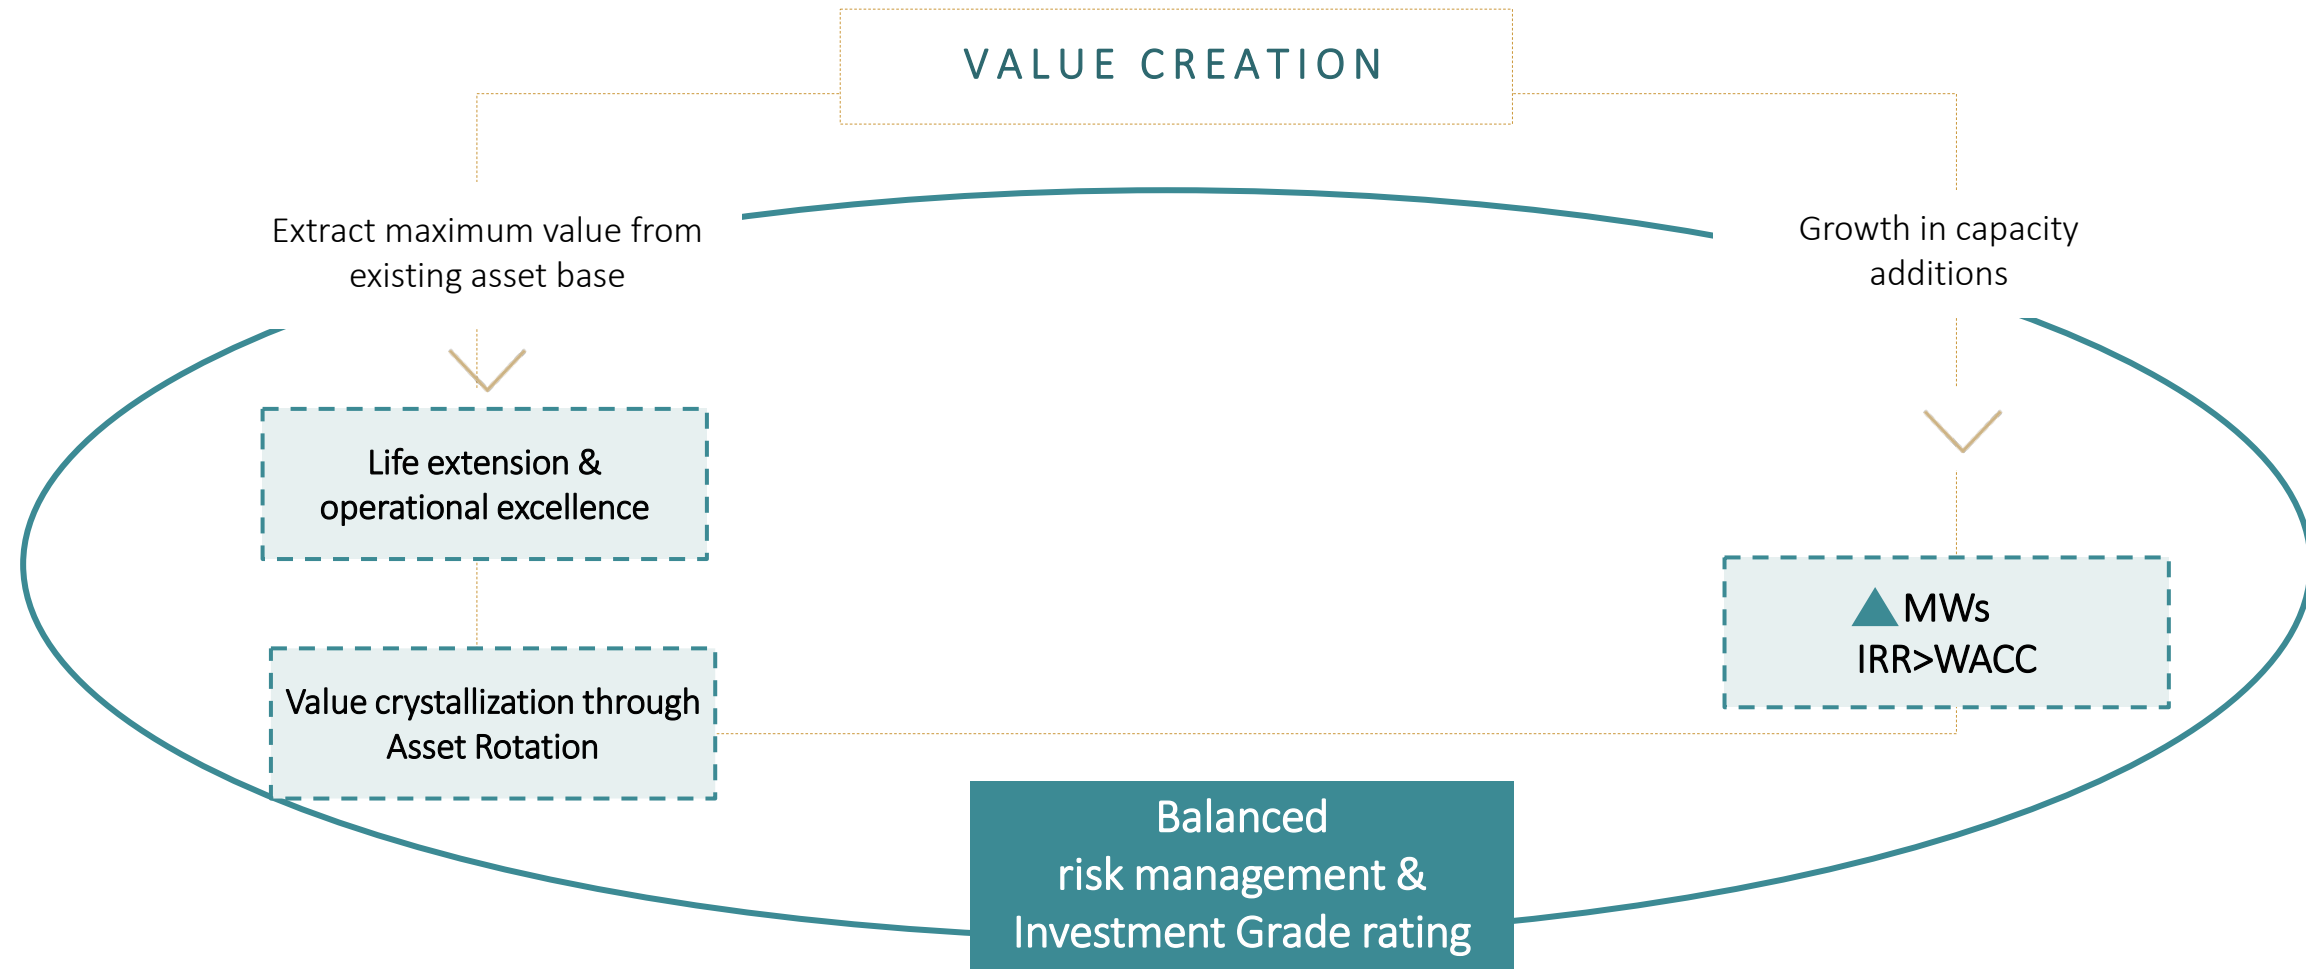 VALUE CREATION
Extract maximum value from
existing asset base
Growth in capacity
additions
Life extension &
operational excellence
MWs
IRR>WACC
Value crystallization through
Asset Rotation
Balanced
risk management &
Investment Grade rating